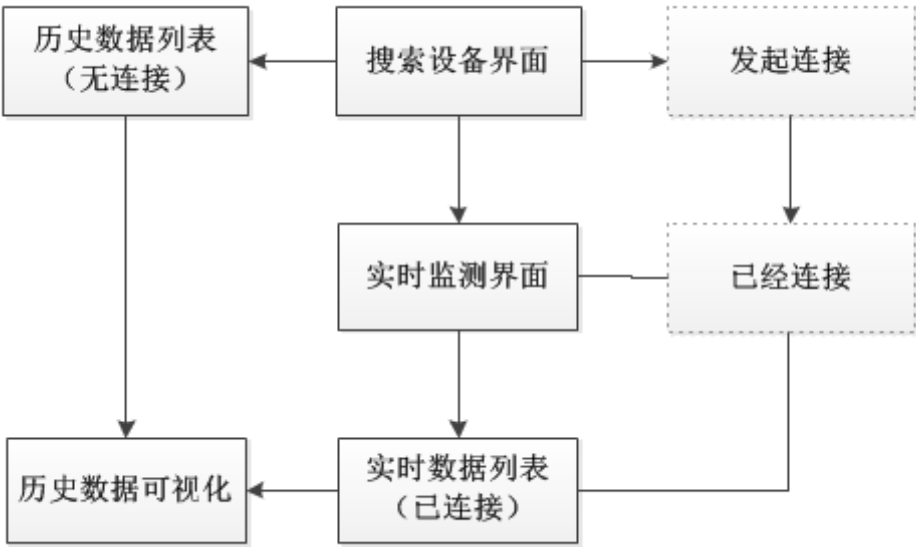 历史数据列表
（无连接）
搜索设备界面
发起连接
实时监测界面
已经连接
历史数据可视化
实时数据列表
（已连接）